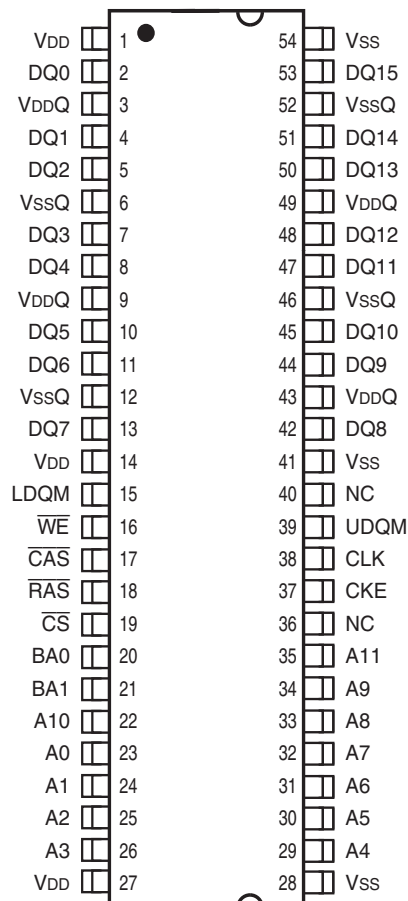 VDD 1 54 VSS
DQ0 2 53 DQ15
VDDQ 3 52 VSSQ
DQ1 4 51 DQ14
DQ2 5 50 DQ13
VSSQ 6 49 VDDQ
DQ3 7 48 DQ12
DQ4 8 47 DQ11
VDDQ 9 46 VSSQ
DQ5 10 45 DQ10
DQ6 11 44 DQ9
VSSQ 12 43 VDDQ
DQ7 13 42 DQ8
VDD 14 41 VSS
LDQM 15 40 NC
WE 16 39 UDQM
CAS 17 38 CLK
RAS 18 37 CKE
CS 19 36 NC
BA0 20 35 A11
BA1 21 34 A9
A10 22 33 A8
A0 23 32 A7
A1 24 31 A6
A2 25 30 A5
A3 26 29 A4
VDD 27 28 VSS